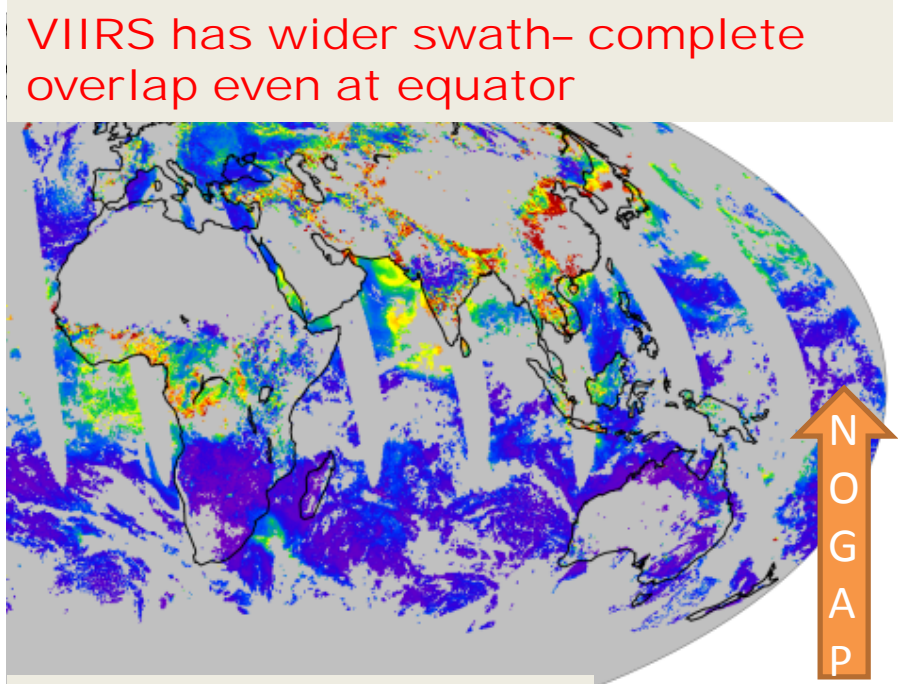 VIIRS has wider swath– complete
overlap even at equator
N
O
G
A
P